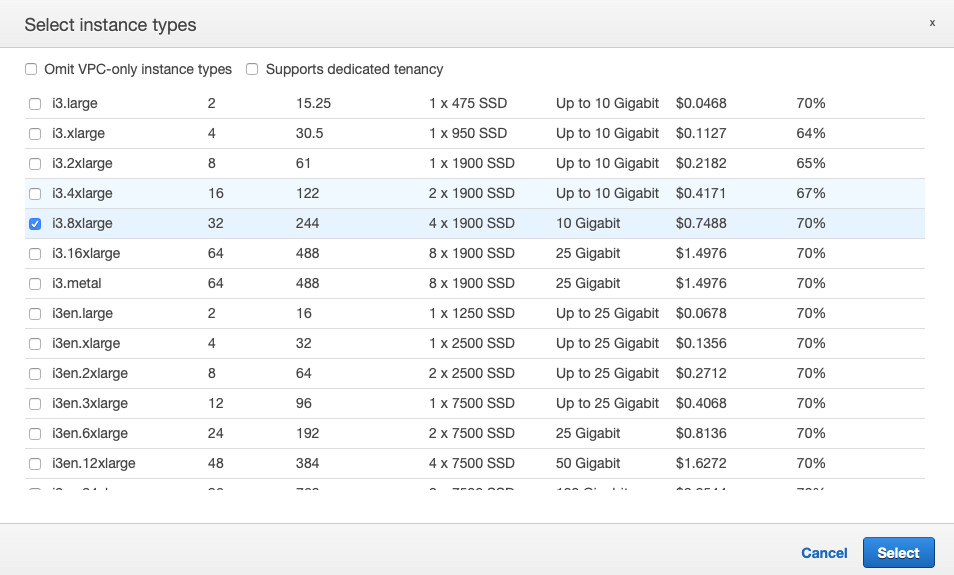 Select instance types x
Omit VPC-only instance types Supports dedicated tenancy
i3.large 2 15.25 1 x 475 SSD Up to 10 Gigabit $0.0468 70%
i3.xlarge 4 30.5 1 x 950 SSD Up to 10 Gigabit $0.1127 64%
i3.2xlarge 8 61 1 x 1900 SSD Up to 10 Gigabit $0.2182 65%
i3.4xlarge 16 122 2 x 1900 SSD Up to 10 Gigabit $0.4171 67%
i3.8xlarge 32 244 4 x 1900 SSD 10 Gigabit $0.7488 70%
i3.16xlarge 64 488 8 x 1900 SSD 25 Gigabit $1.4976 70%
i3.metal 64 488 8 x 1900 SSD 25 Gigabit $1.4976 70%
i3en.large 2 16 1 x 1250 SSD Up to 25 Gigabit $0.0678 70%
i3en.xlarge 4 32 1 x 2500 SSD Up to 25 Gigabit $0.1356 70%
i3en.2xlarge 8 64 2 x 2500 SSD Up to 25 Gigabit $0.2712 70%
i3en.3xlarge 12 96 1 x 7500 SSD Up to 25 Gigabit $0.4068 70%
i3en.6xlarge 24 192 2 x 7500 SSD 25 Gigabit $0.8136 70%
i3en.12xlarge 48 384 4 x 7500 SSD 50 Gigabit $1.6272 70%
Cancel Select